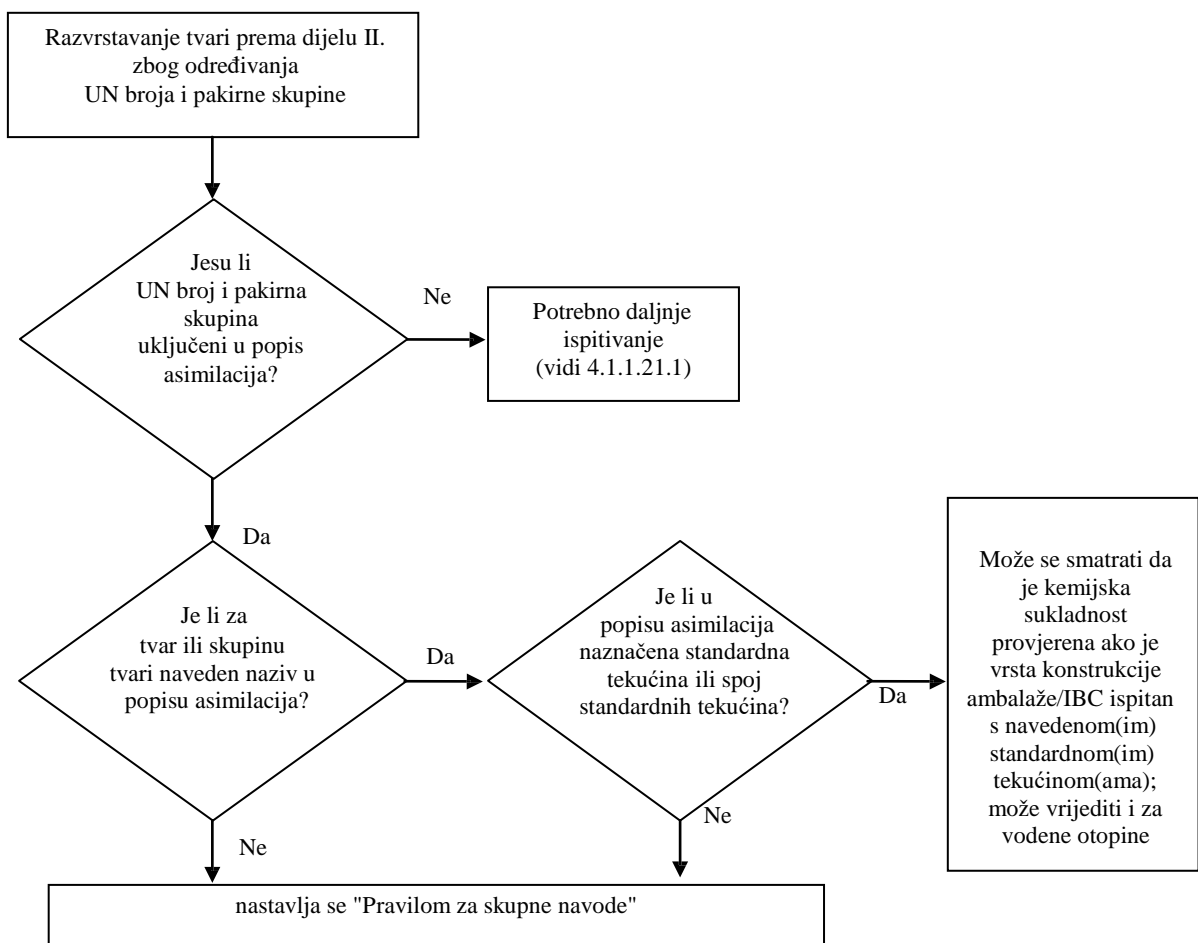 Razvrstavanje tvari prema dijelu II.
zbog određivanja
UN broja i pakirne skupine
Jesu li
UN broj i pakirna
skupina
uključeni u popis
asimilacija?
Ne
Potrebno daljnje
ispitivanje
(vidi 4.1.1.21.1)
Da
Je li za
tvar ili skupinu
tvari naveden naziv u
popisu asimilacija?
Da
Je li u
popisu asimilacija
naznačena standardna
tekućina ili spoj
standardnih tekućina?
Da
Može se smatrati da
je kemijska
sukladnost
provjerena ako je
vrsta konstrukcije
ambalaže/IBC ispitan
s navedenom(im)
standardnom(im)
tekućinom(ama);
može vrijediti i za
vodene otopine
Ne
Ne
nastavlja se "Pravilom za skupne navode"